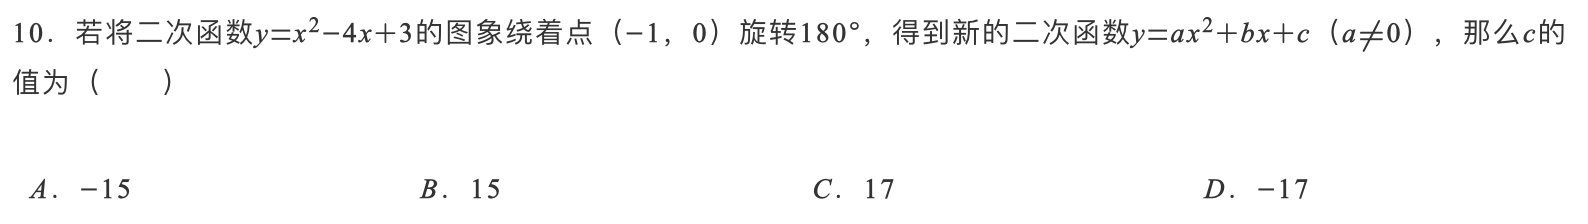 10. 若将二次函数y=x²−4x+3的图象绕着点（−1，0）旋转180°，得到新的二次函数y=ax²+bx+c（a≠0），那么c的
值为（　　）
A. −15　　B. 15　　C. 17　　D. −17